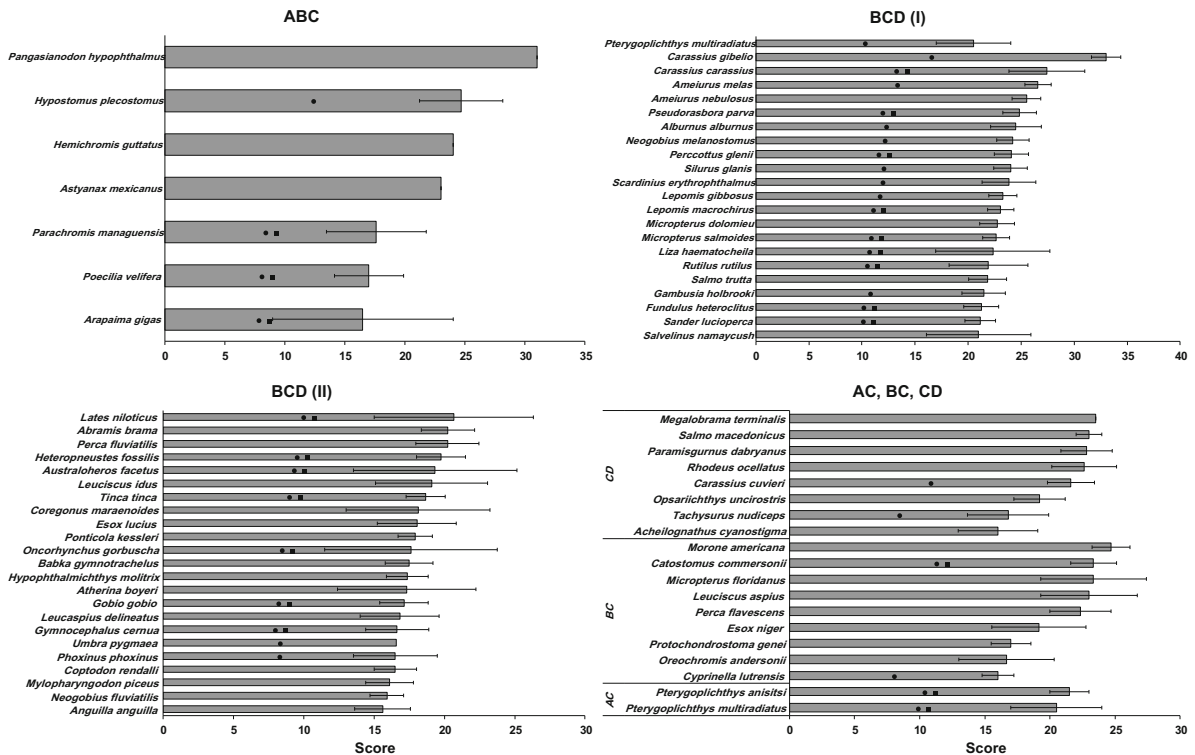 ABC
Pangasianodon hypophthalmus
Hypostomus plecostomus
Hemichromis guttatus
Astyanax mexicanus
Parachromis managuensis
Poecilia velifera
Arapaima gigas
0 5 10 15 20 25 30 35
BCD (I)
Pterygoplichthys multiradiatus
Carassius gibelio
Carassius carassius
Ameiurus melas
Ameiurus nebulosus
Pseudorasbora parva
Alburnus alburnus
Neogobius melanostomus
Perccottus glenii
Silurus glanis
Scardinius erythrophthalmus
Lepomis gibbosus
Lepomis macrochirus
Micropterus dolomieu
Micropterus salmoides
Liza haematocheila
Rutilus rutilus
Salmo trutta
Gambusia holbrooki
Fundulus heteroclitus
Sander lucioperca
Salvelinus namaycush
0 5 10 15 20 25 30 35 40
BCD (II)
Lates niloticus
Abramis brama
Perca fluviatilis
Heteropneustes fossilis
Australoheros facetus
Leuciscus idus
Tinca tinca
Coregonus maraenoides
Esox lucius
Ponticola kessleri
Oncorhynchus gorbuscha
Babka gymnotrachelus
Hypophthalmichthys molitrix
Atherina boyeri
Gobio gobio
Leucaspius delineatus
Gymnocephalus cernua
Umbra pygmaea
Phoxinus phoxinus
Coptodon rendalli
Mylopharyngodon piceus
Neogobius fluviatilis
Anguilla anguilla
0 5 10 15 20 25 30
Score
AC, BC, CD
CD
Megalobrama terminalis
Salmo macedonicus
Paramisgurnus dabryanus
Rhodeus ocellatus
Carassius cuvieri
Opsariichthys uncirostris
Tachysurus nudiceps
Acheilognathus cyanostigma
BC
Morone americana
Catostomus commersonii
Micropterus floridanus
Leuciscus aspius
Perca flavescens
Esox niger
Protochondrostoma genei
Oreochromis andersonii
Cyprinella lutrensis
AC
Pterygoplichthys anisitsi
Pterygoplichthys multiradiatus
0 5 10 15 20 25 30
Score